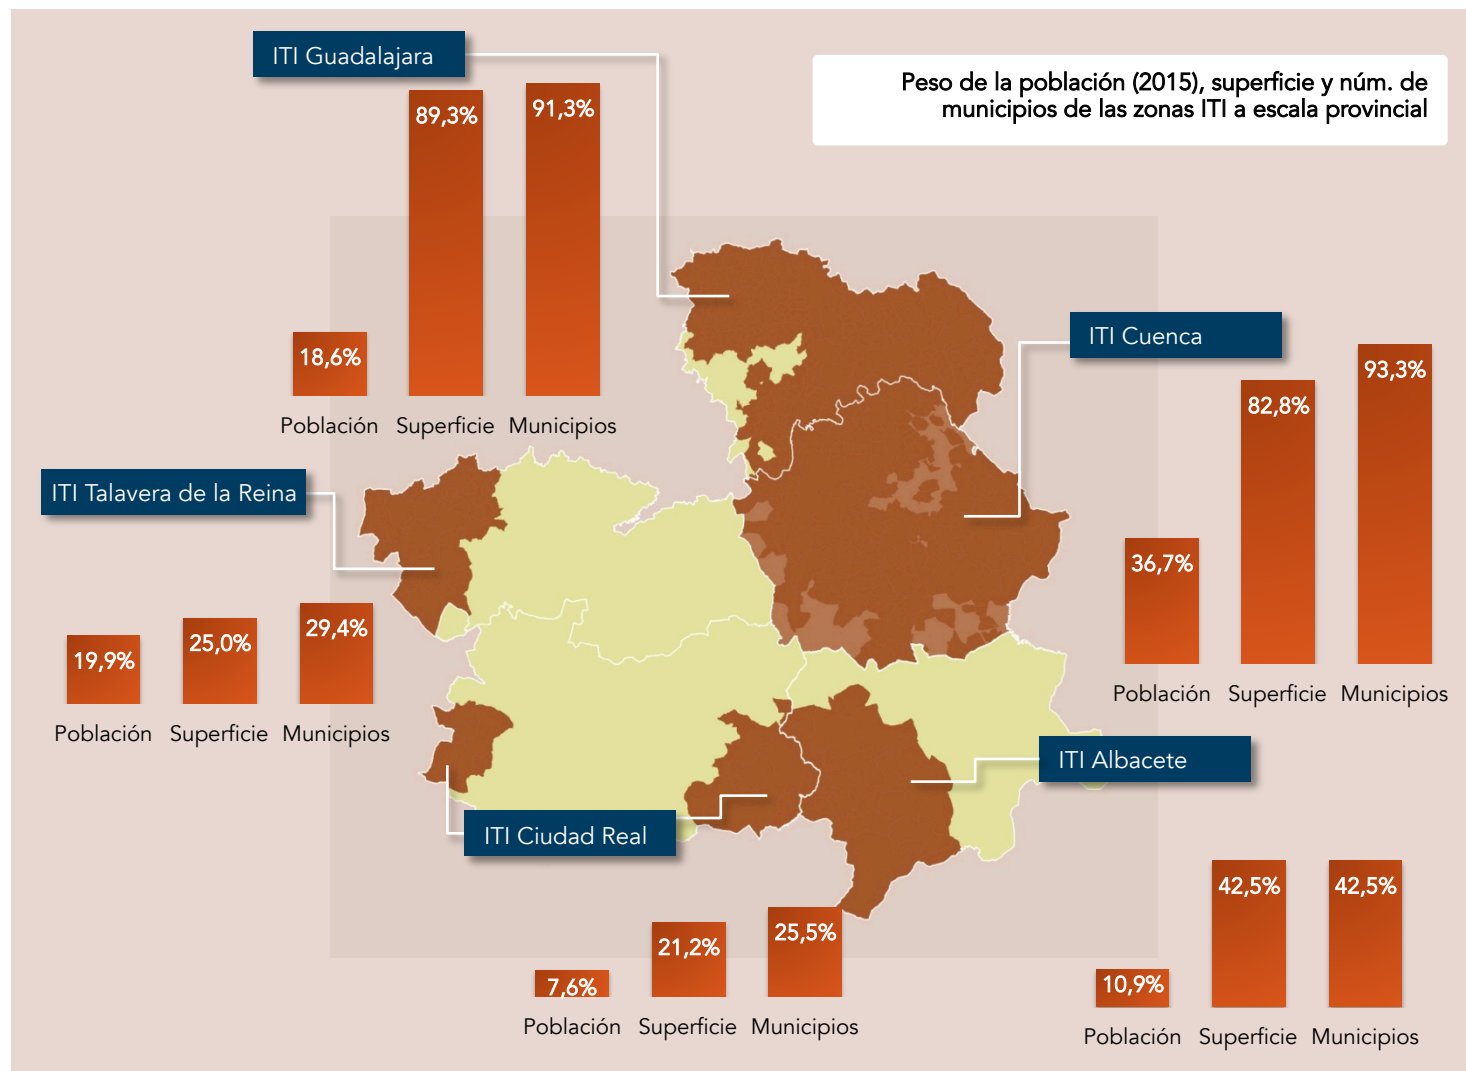 ITI Guadalajara
Peso de la población (2015), superficie y núm. de
municipios de las zonas ITI a escala provincial
18,6%
89,3%
91,3%
Población
Superficie
Municipios
ITI Cuenca
36,7%
82,8%
93,3%
Población
Superficie
Municipios
ITI Talavera de la Reina
19,9%
25,0%
29,4%
Población
Superficie
Municipios
ITI Albacete
10,9%
42,5%
42,5%
Población
Superficie
Municipios
ITI Ciudad Real
7,6%
21,2%
25,5%
Población
Superficie
Municipios